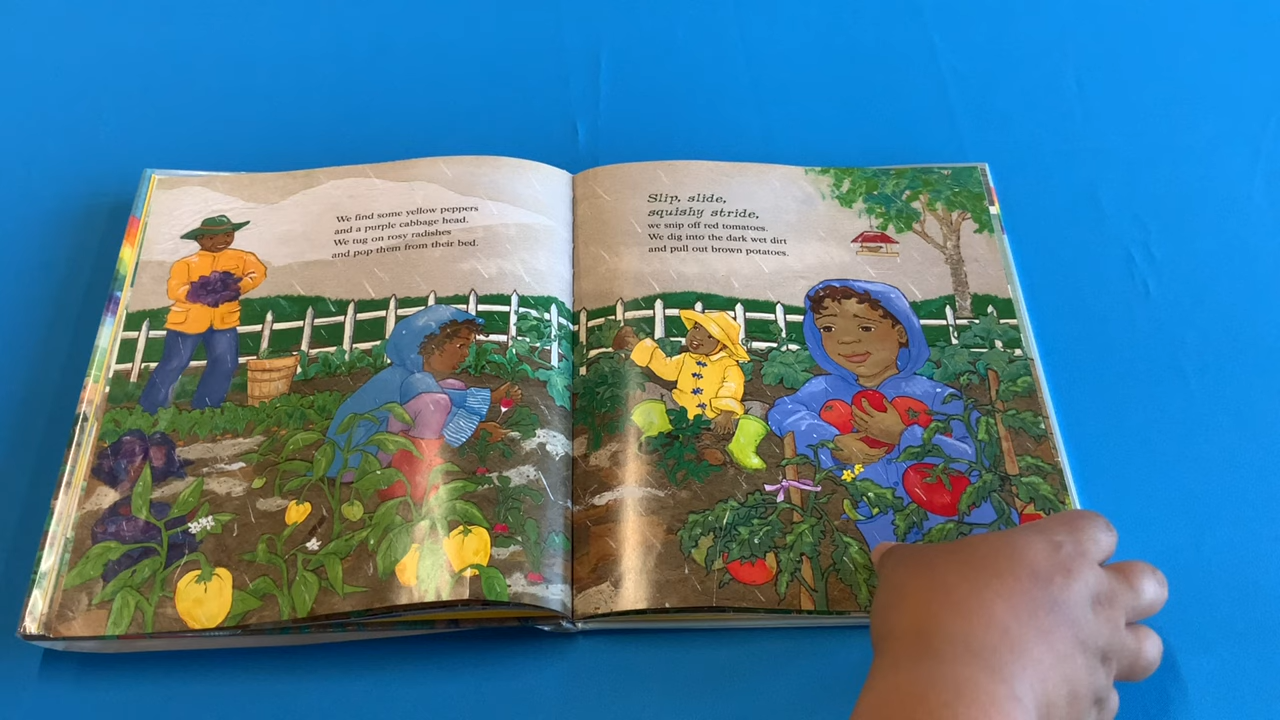 We find some yellow peppers
and a purple cabbage head.
We tug on rosy radishes
and pop them from their bed.
Slip, slide,
squishy stride,
we snip off red tomatoes.
We dig into the dark wet dirt
and pull out brown potatoes.